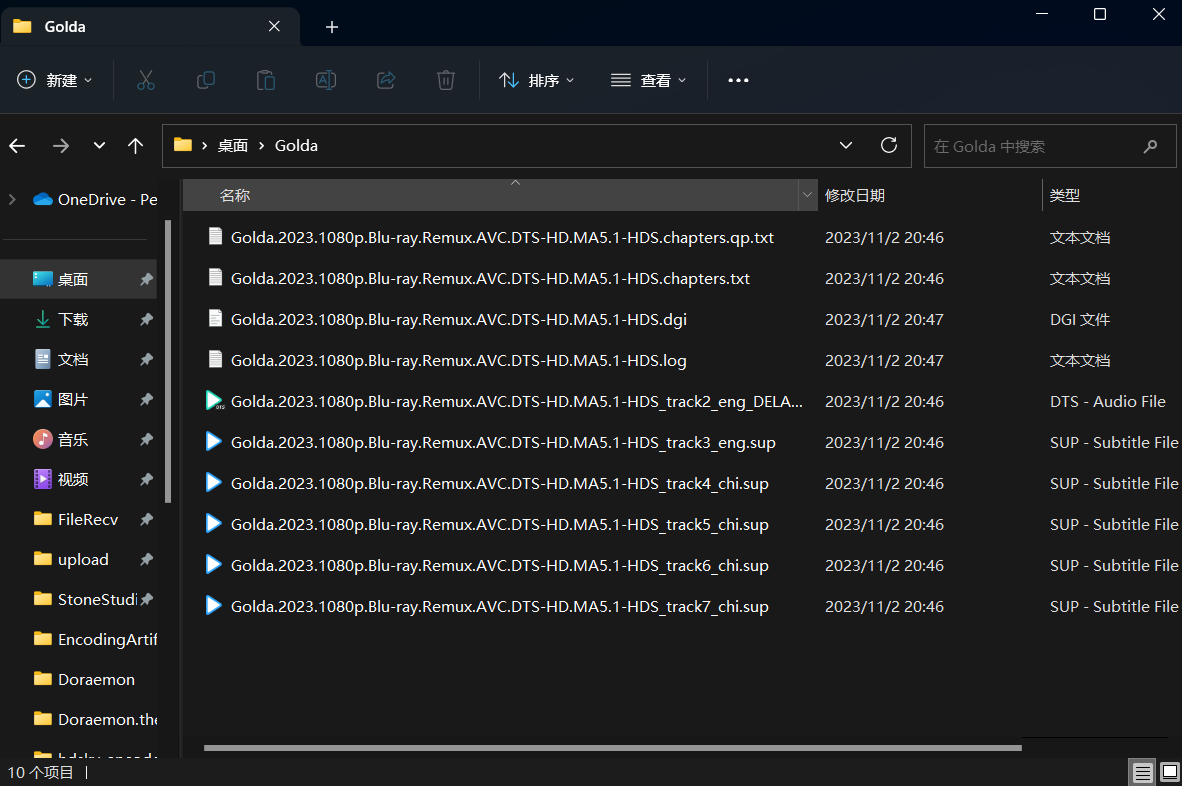 Golda
新建
排序
查看
桌面
Golda
在 Golda 中搜索
OneDrive - Pe
桌面
下载
文档
图片
音乐
视频
FileRecv
upload
StoneStudi
EncodingArtif
Doraemon
Doraemon.the
名称 修改日期 类型
Golda.2023.1080p.Blu-ray.Remux.AVC.DTS-HD.MA5.1-HDS.chapters.qp.txt 2023/11/2 20:46 文本文档
Golda.2023.1080p.Blu-ray.Remux.AVC.DTS-HD.MA5.1-HDS.chapters.txt 2023/11/2 20:46 文本文档
Golda.2023.1080p.Blu-ray.Remux.AVC.DTS-HD.MA5.1-HDS.dgi 2023/11/2 20:47 DGI 文件
Golda.2023.1080p.Blu-ray.Remux.AVC.DTS-HD.MA5.1-HDS.log 2023/11/2 20:47 文本文档
Golda.2023.1080p.Blu-ray.Remux.AVC.DTS-HD.MA5.1-HDS_track2_eng_DELA... 2023/11/2 20:46 DTS - Audio File
Golda.2023.1080p.Blu-ray.Remux.AVC.DTS-HD.MA5.1-HDS_track3_eng.sup 2023/11/2 20:46 SUP - Subtitle File
Golda.2023.1080p.Blu-ray.Remux.AVC.DTS-HD.MA5.1-HDS_track4_chi.sup 2023/11/2 20:46 SUP - Subtitle File
Golda.2023.1080p.Blu-ray.Remux.AVC.DTS-HD.MA5.1-HDS_track5_chi.sup 2023/11/2 20:46 SUP - Subtitle File
Golda.2023.1080p.Blu-ray.Remux.AVC.DTS-HD.MA5.1-HDS_track6_chi.sup 2023/11/2 20:46 SUP - Subtitle File
Golda.2023.1080p.Blu-ray.Remux.AVC.DTS-HD.MA5.1-HDS_track7_chi.sup 2023/11/2 20:46 SUP - Subtitle File
10 个项目